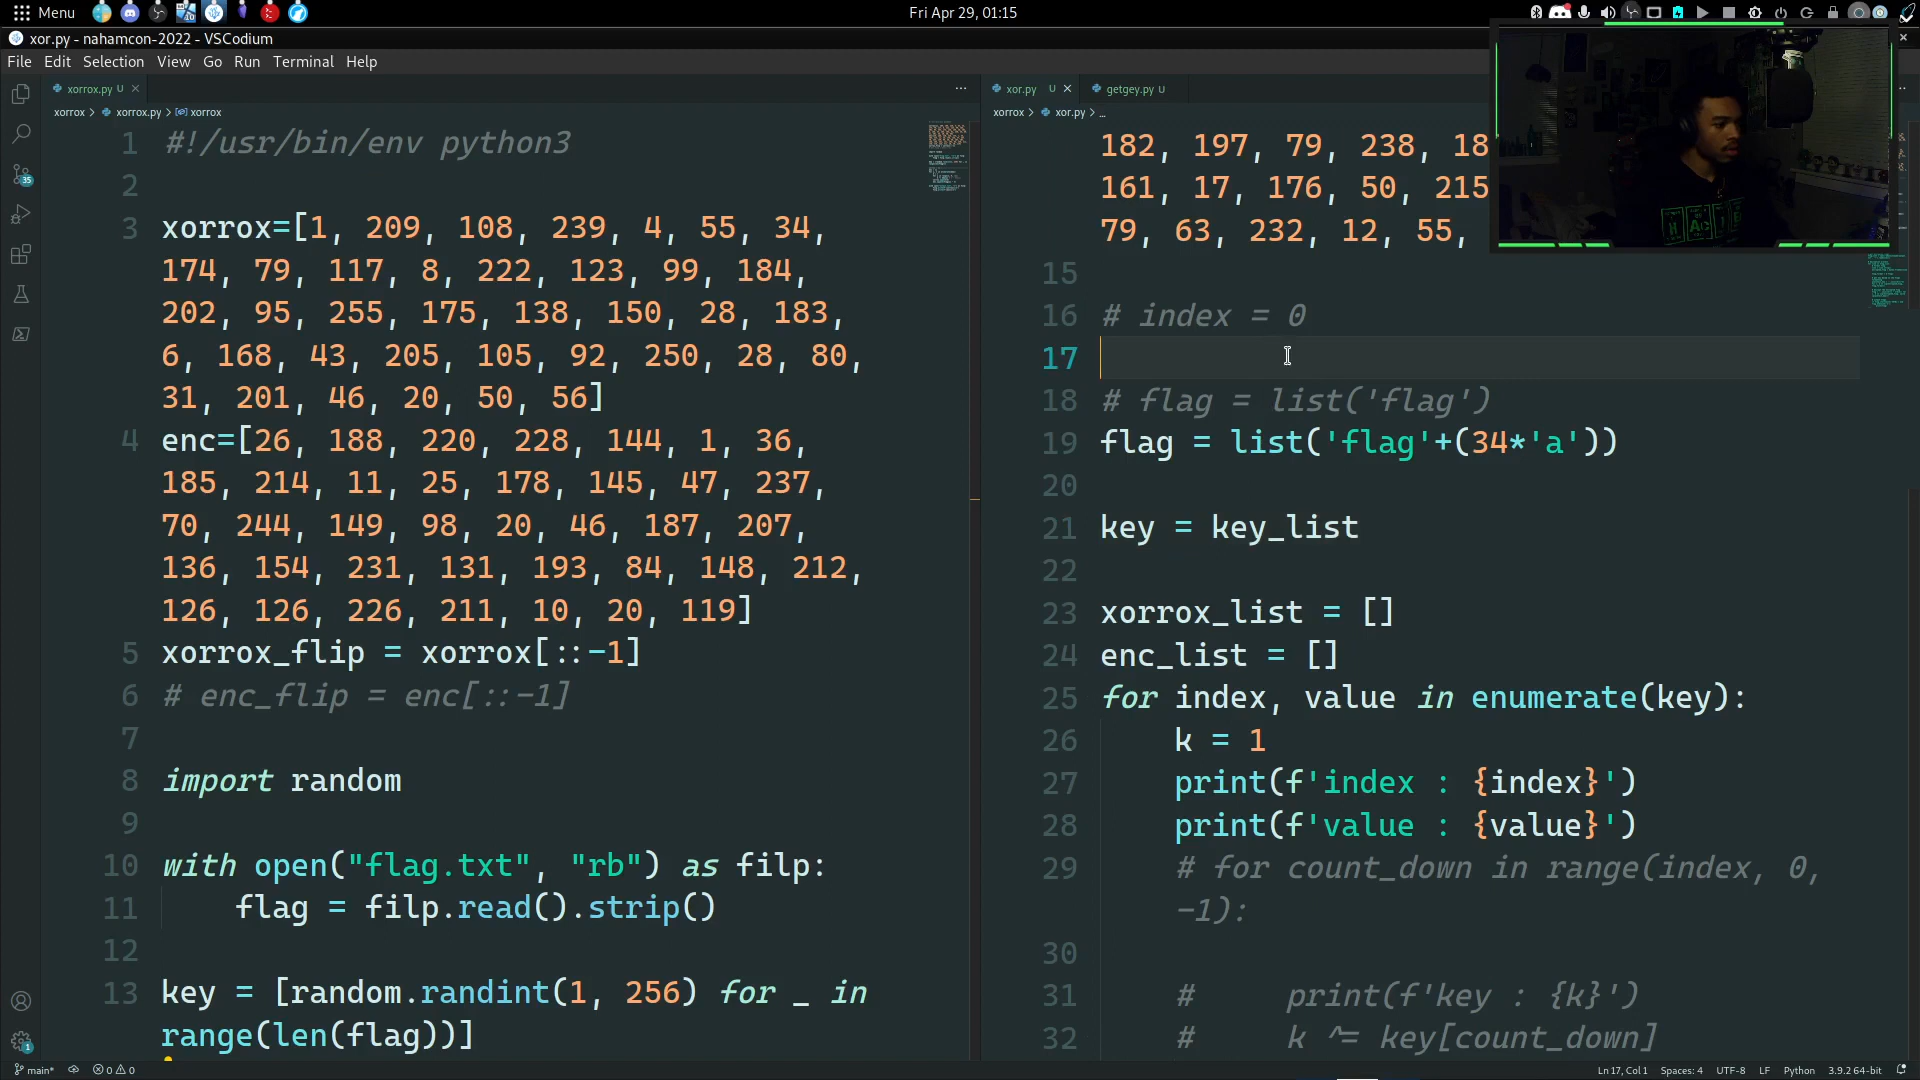 Menu
Fri Apr 29, 01:15
xor.py - nahamcon-2022 - VSCodium
File Edit Selection View Go Run Terminal Help
xorrox.py U
xorrox > xorrox.py > xorrox
1 #!/usr/bin/env python3
2
3 xorrox=[1, 209, 108, 239, 4, 55, 34,
174, 79, 117, 8, 222, 123, 99, 184,
202, 95, 255, 175, 138, 150, 28, 183,
6, 168, 43, 205, 105, 92, 250, 28, 80,
31, 201, 46, 20, 50, 56]
4 enc=[26, 188, 220, 228, 144, 1, 36,
185, 214, 11, 25, 178, 145, 47, 237,
70, 244, 149, 98, 20, 46, 187, 207,
136, 154, 231, 131, 193, 84, 148, 212,
126, 126, 226, 211, 10, 20, 119]
5 xorrox_flip = xorrox[::-1]
6 # enc_flip = enc[::-1]
7
8 import random
9
10 with open("flag.txt", "rb") as filp:
11 flag = filp.read().strip()
12
13 key = [random.randint(1, 256) for _ in
range(len(flag))]
xor.py U getgey.py U
xorrox > xor.py > ...
182, 197, 79, 238, 18
161, 17, 176, 50, 215
79, 63, 232, 12, 55,
15
16 # index = 0
17
18 # flag = list('flag')
19 flag = list('flag'+(34*'a'))
20
21 key = key_list
22
23 xorrox_list = []
24 enc_list = []
25 for index, value in enumerate(key):
26 k = 1
27 print(f'index : {index}')
28 print(f'value : {value}')
29 # for count_down in range(index, 0,
-1):
30
31 # print(f'key : {k}')
32 # k ^= key[count_down]
35
1
main* 0 0
Ln 17, Col 1 Spaces: 4 UTF-8 LF Python 3.9.2 64-bit